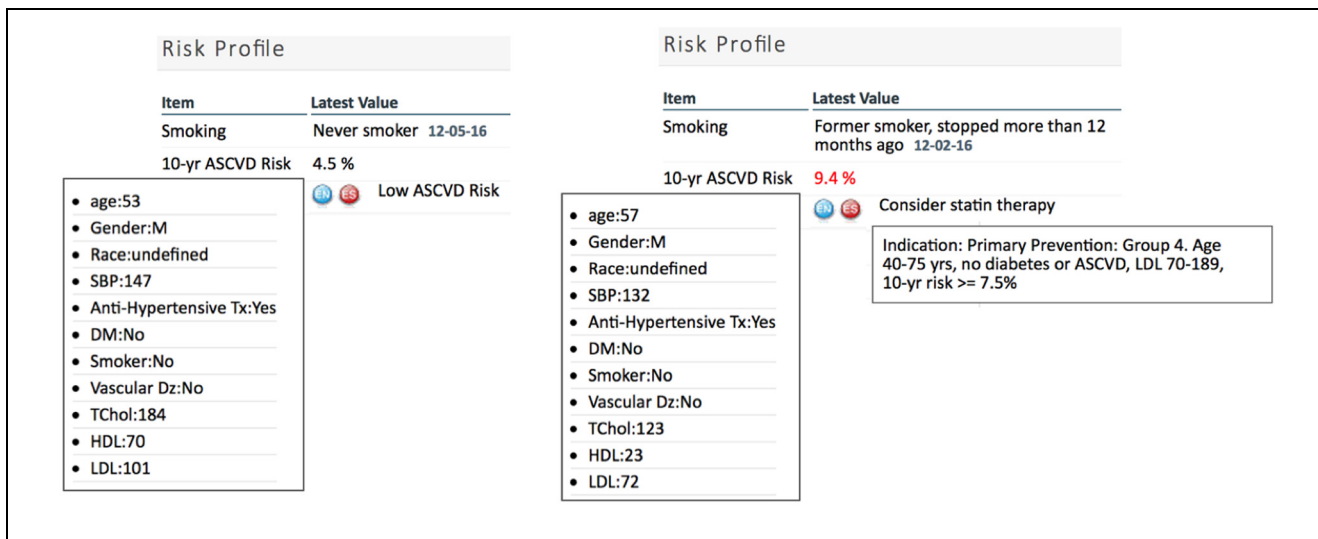 Risk Profile
Item Latest Value
Smoking Never smoker 12-05-16
10-yr ASCVD Risk 4.5 %
EN ES Low ASCVD Risk
• age:53
• Gender:M
• Race:undefined
• SBP:147
• Anti-Hypertensive Tx:Yes
• DM:No
• Smoker:No
• Vascular Dz:No
• TChol:184
• HDL:70
• LDL:101
Risk Profile
Item Latest Value
Smoking Former smoker, stopped more than 12
months ago 12-02-16
10-yr ASCVD Risk 9.4 %
EN ES Consider statin therapy
Indication: Primary Prevention: Group 4. Age
40-75 yrs, no diabetes or ASCVD, LDL 70-189,
10-yr risk >= 7.5%
• age:57
• Gender:M
• Race:undefined
• SBP:132
• Anti-Hypertensive Tx:Yes
• DM:No
• Smoker:No
• Vascular Dz:No
• TChol:123
• HDL:23
• LDL:72